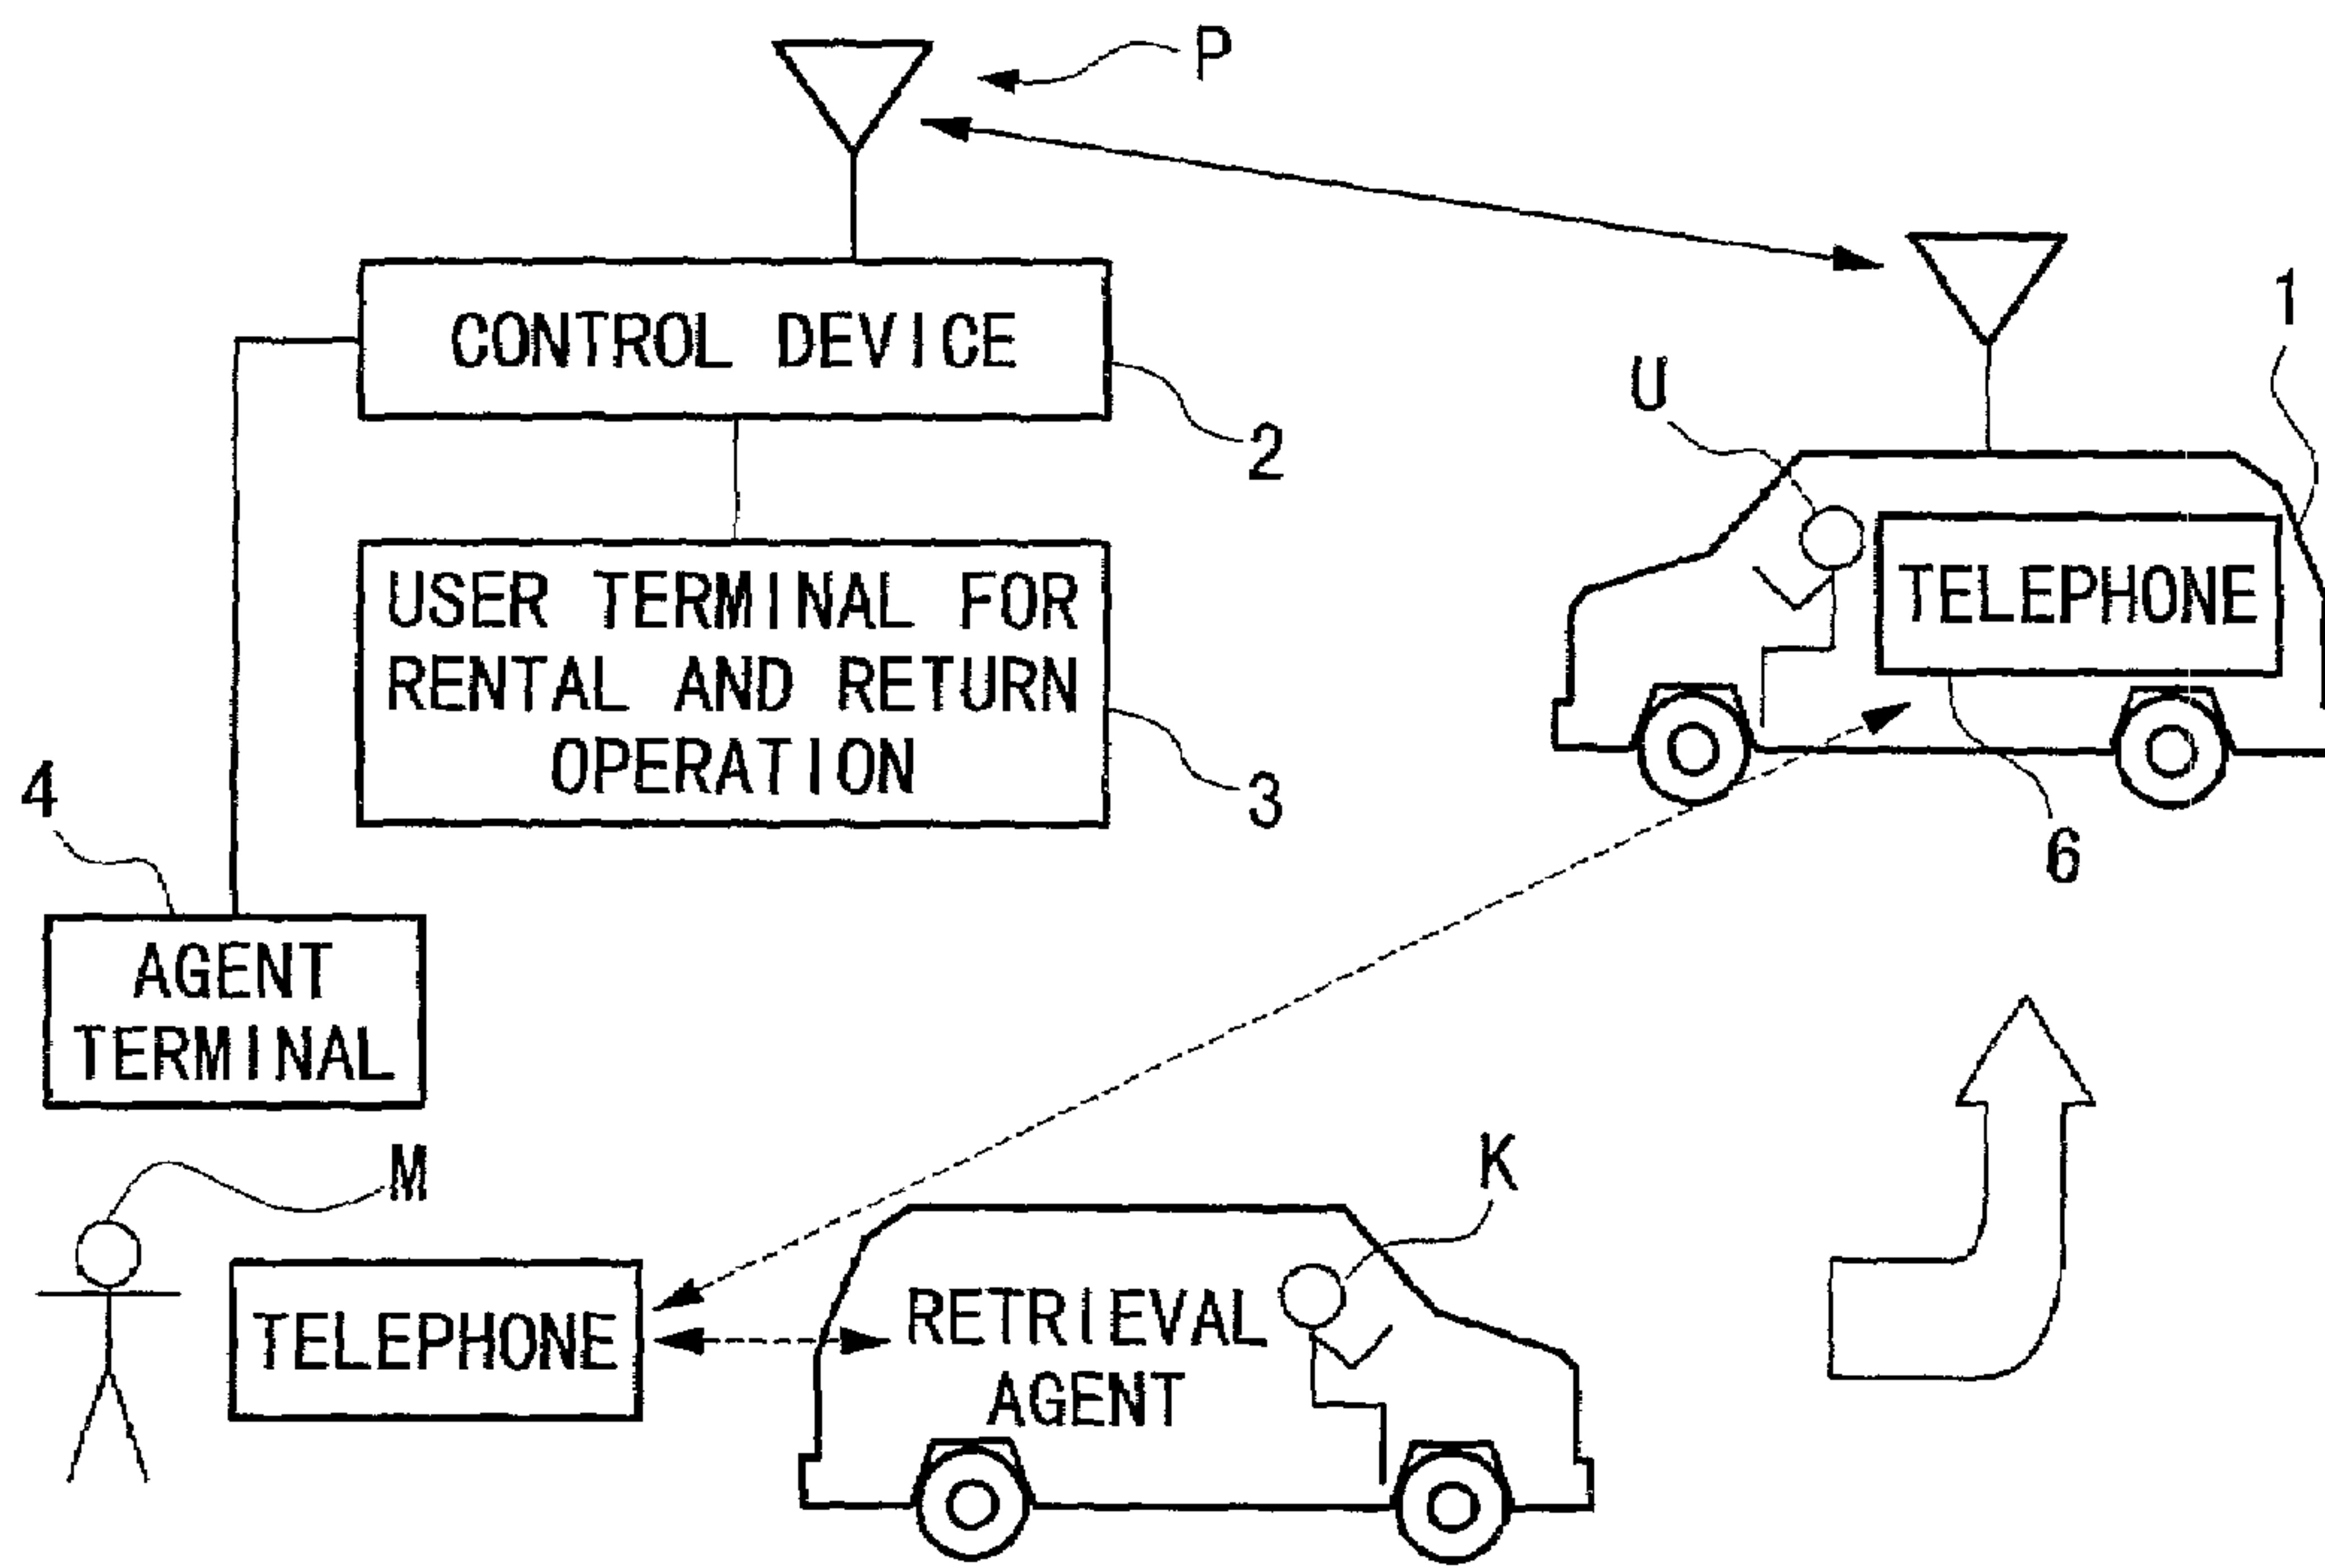 P
CONTROL DEVICE
2
1
U
USER TERMINAL FOR
RENTAL AND RETURN
OPERATION
3
TELEPHONE
6
4
AGENT
TERMINAL
M
TELEPHONE
K
RETRIEVAL
AGENT